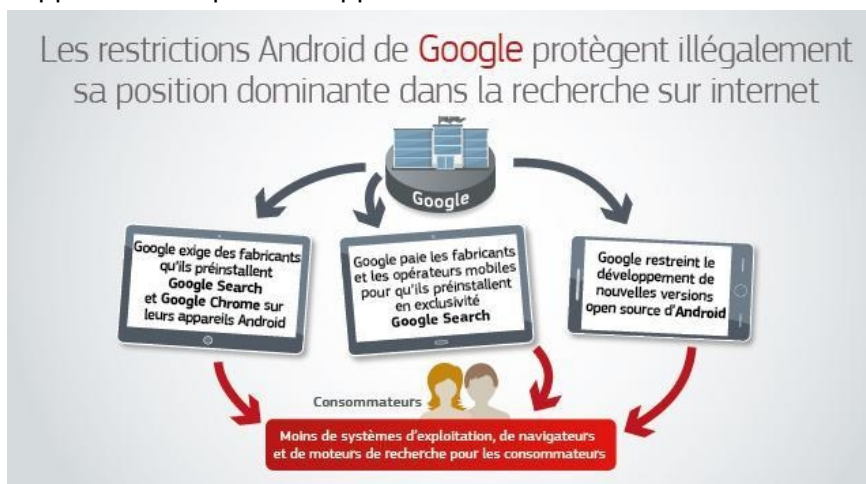 Les restrictions Android de Google protègent illégalement
sa position dominante dans la recherche sur internet
Google
Google exige des fabricants
qu'ils préinstallent
Google Search
et Google Chrome sur
leurs appareils Android
Google paie les fabricants
et les opérateurs mobiles
pour qu'ils préinstallent
en exclusivité
Google Search
Google restreint le
développement de
nouvelles versions
open source d'Android
Consommateurs
Moins de systèmes d'exploitation, de navigateurs
et de moteurs de recherche pour les consommateurs